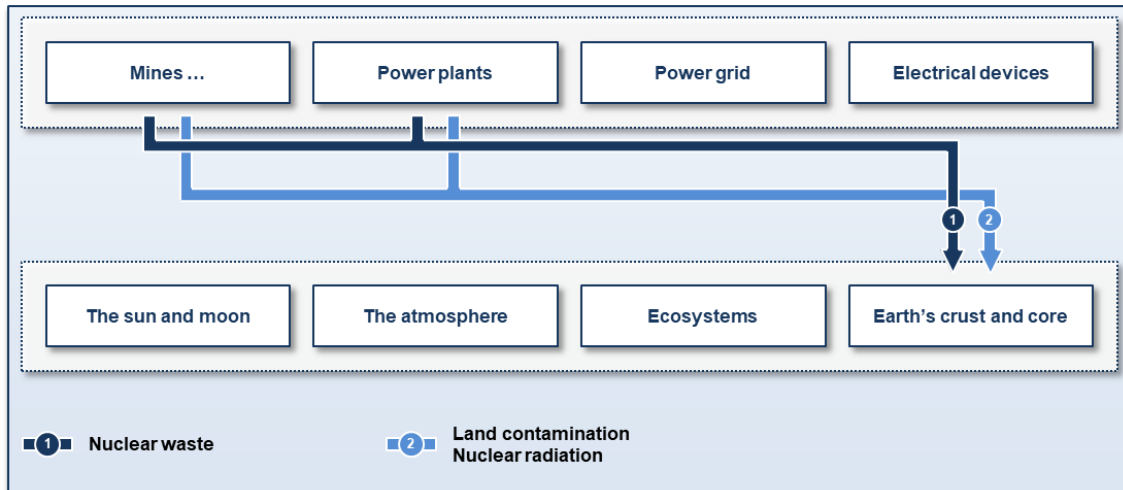 Mines ...
Power plants
Power grid
Electrical devices
1
2
The sun and moon
The atmosphere
Ecosystems
Earth's crust and core
1
Nuclear waste
2
Land contamination
Nuclear radiation